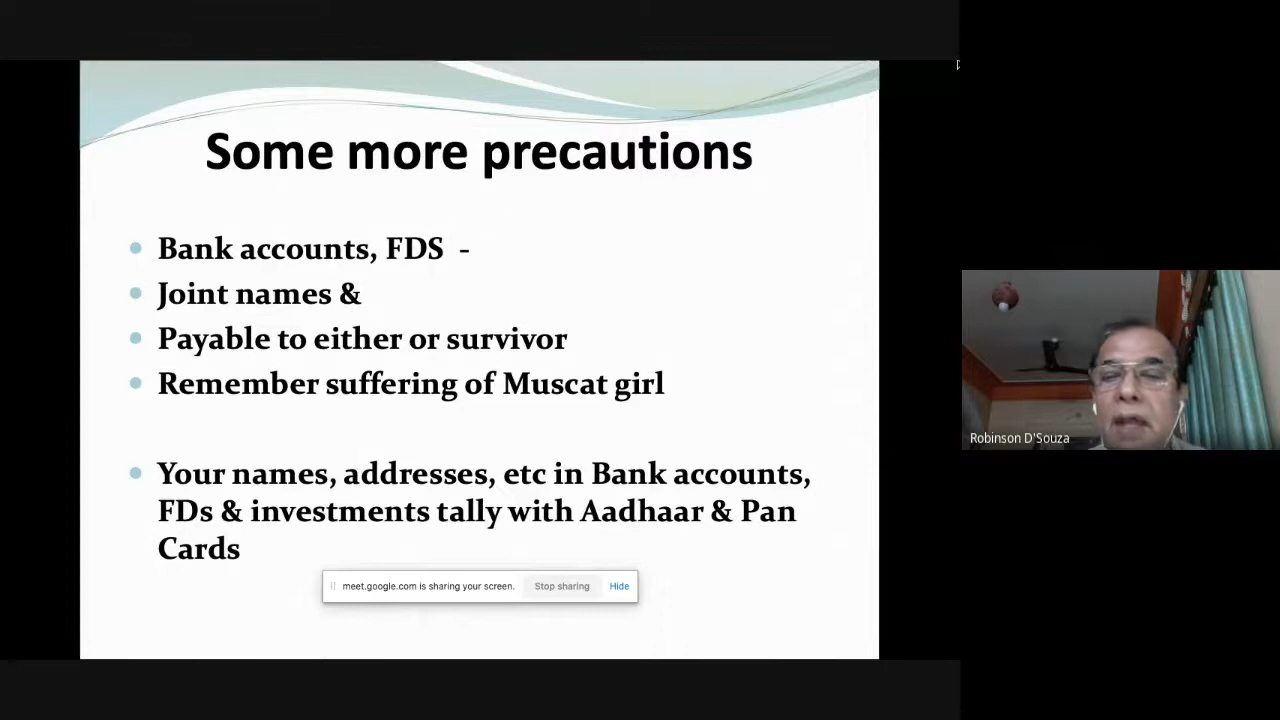 Some more precautions
Bank accounts, FDS -
Joint names &
Payable to either or survivor
Remember suffering of Muscat girl
Your names, addresses, etc in Bank accounts,
FDs & investments tally with Aadhaar & Pan
Cards
meet.google.com is sharing your screen. Stop sharing Hide
Robinson D'Souza